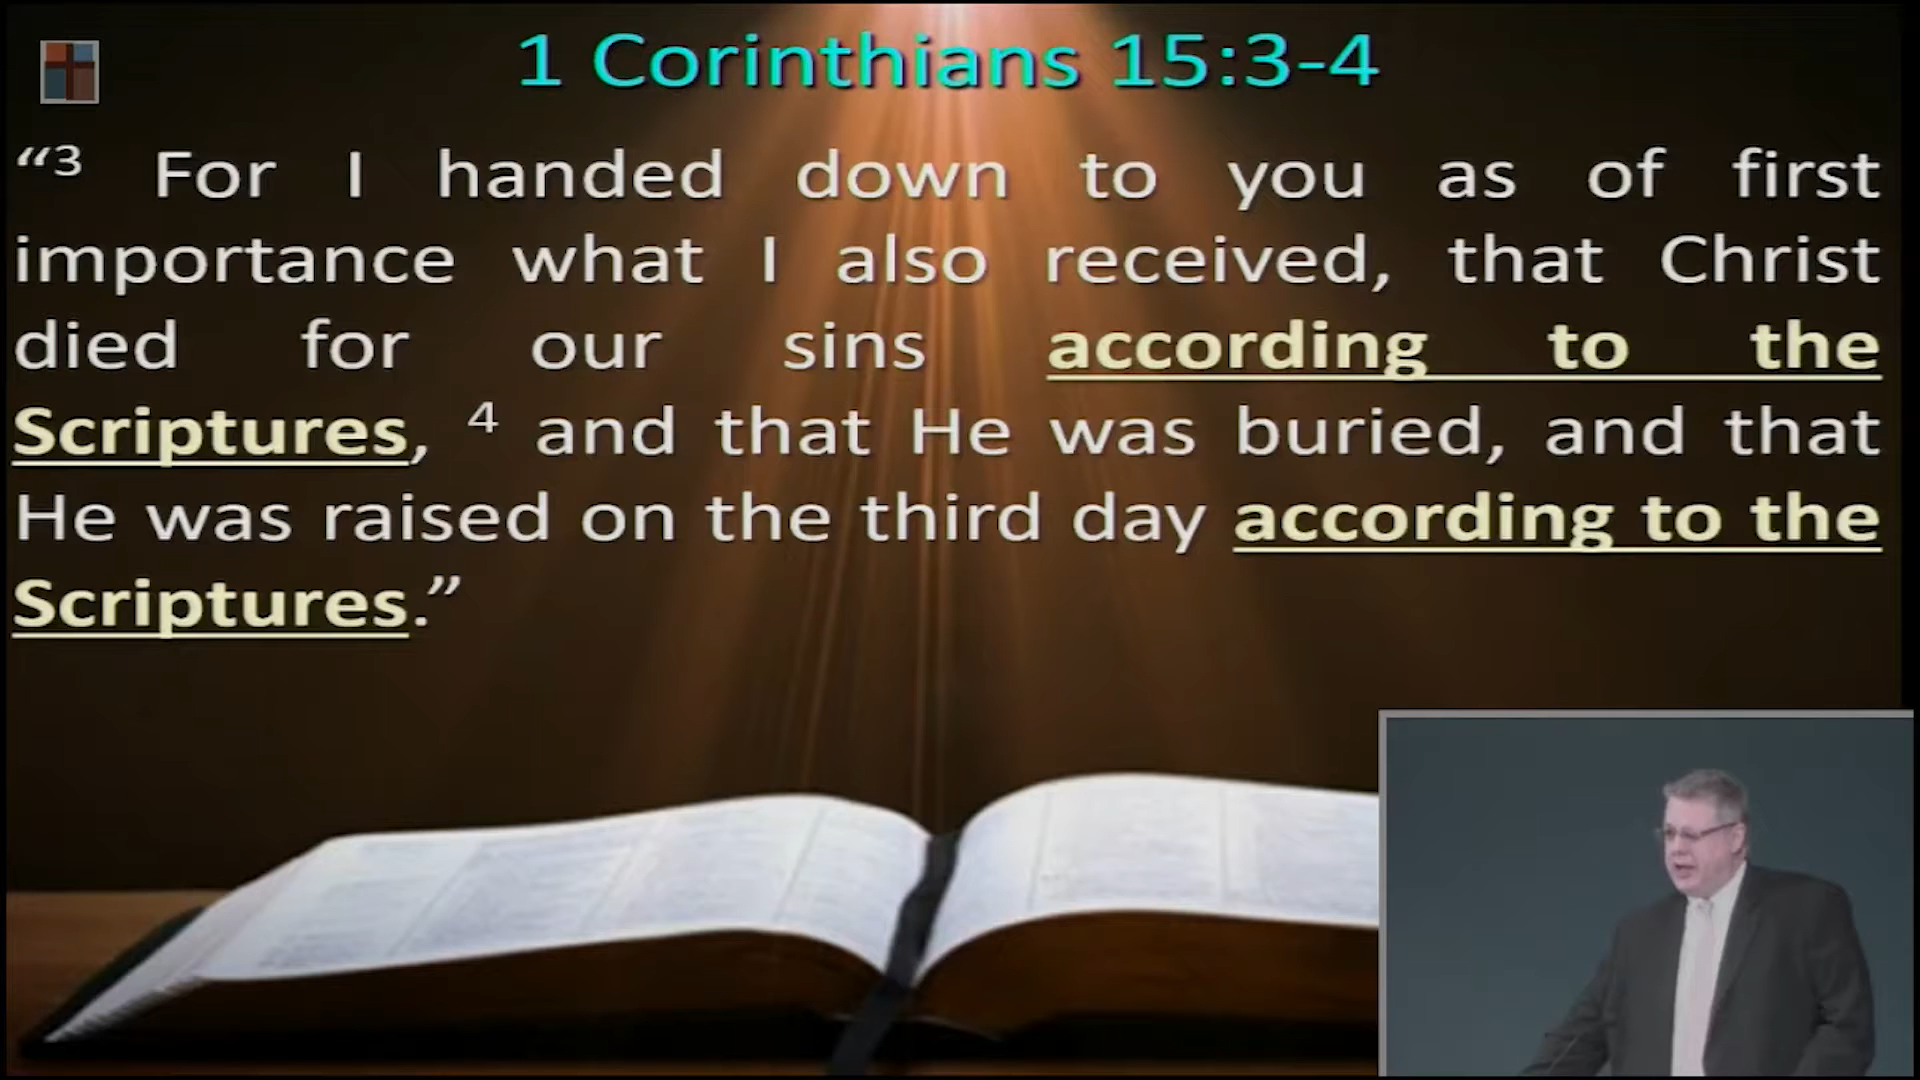 1 Corinthians 15:3-4
“3 For I handed down to you as of first
importance what I also received, that Christ
died for our sins according to the
Scriptures, 4 and that He was buried, and that
He was raised on the third day according to the
Scriptures.”